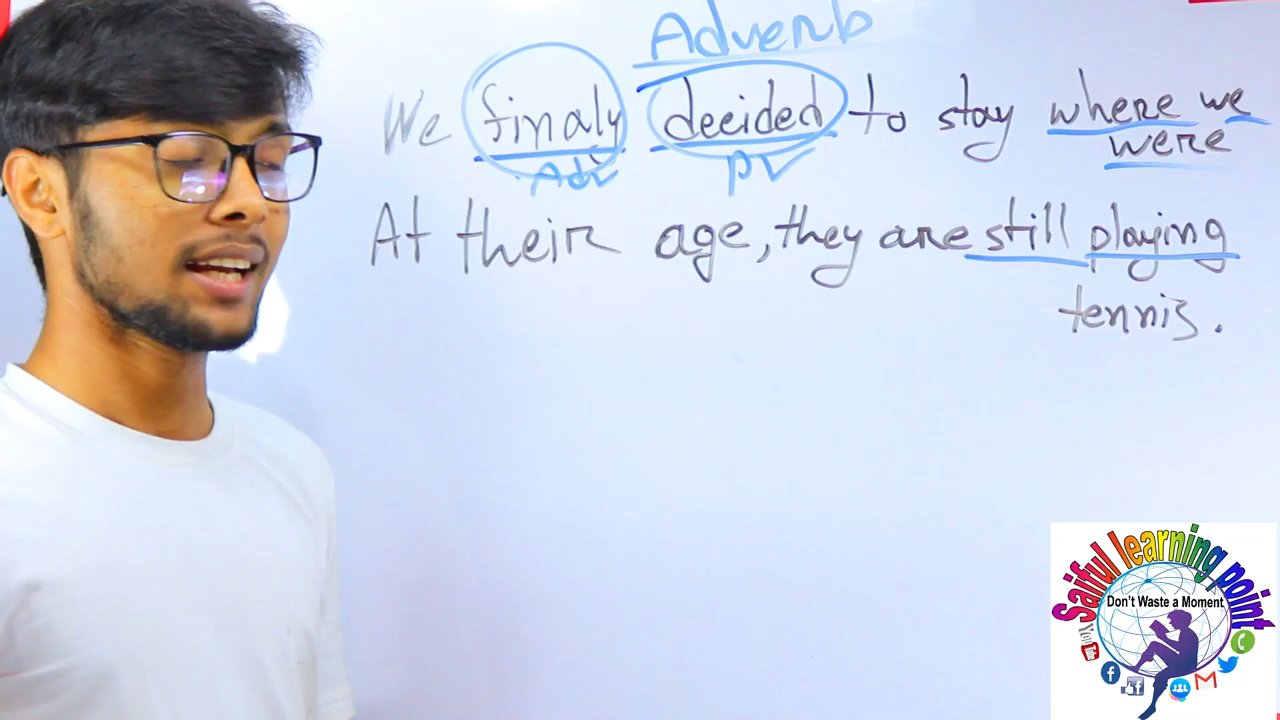 Adverb
We finaly decided to stay where we
were
Adv PV
At their age, they are still playing
tennis.
Saiful learning point
Don't Waste a Moment
YouTube